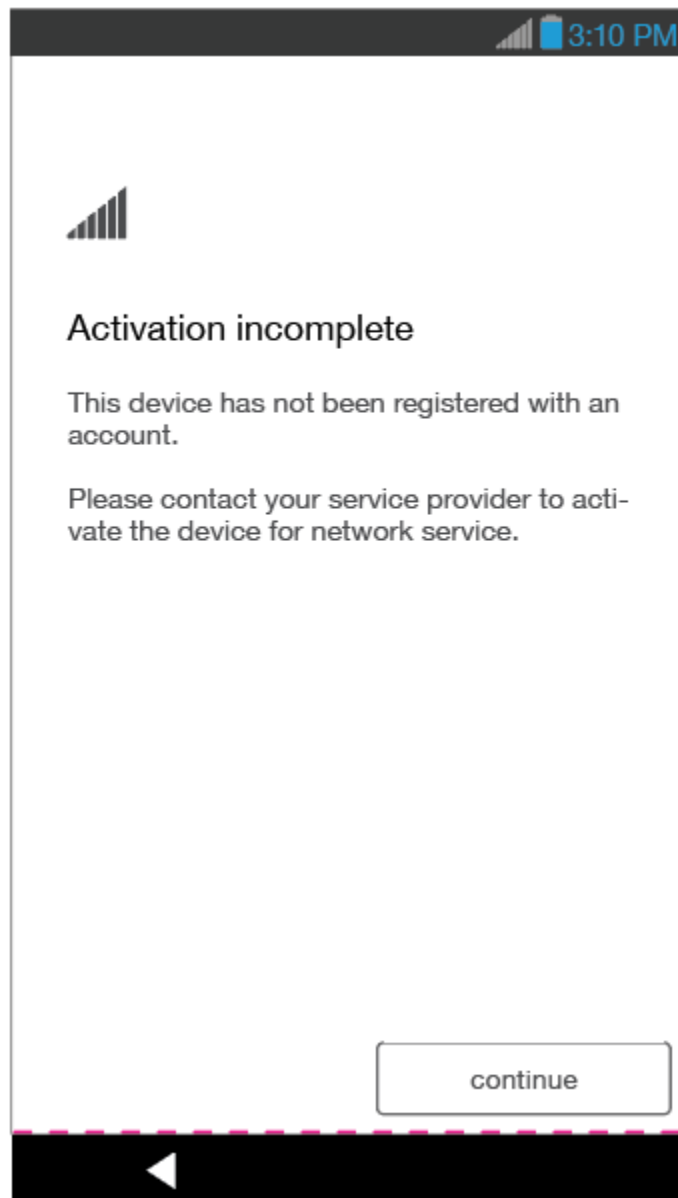 3:10 PM
Activation incomplete
This device has not been registered with an
account.
Please contact your service provider to acti-
vate the device for network service.
continue